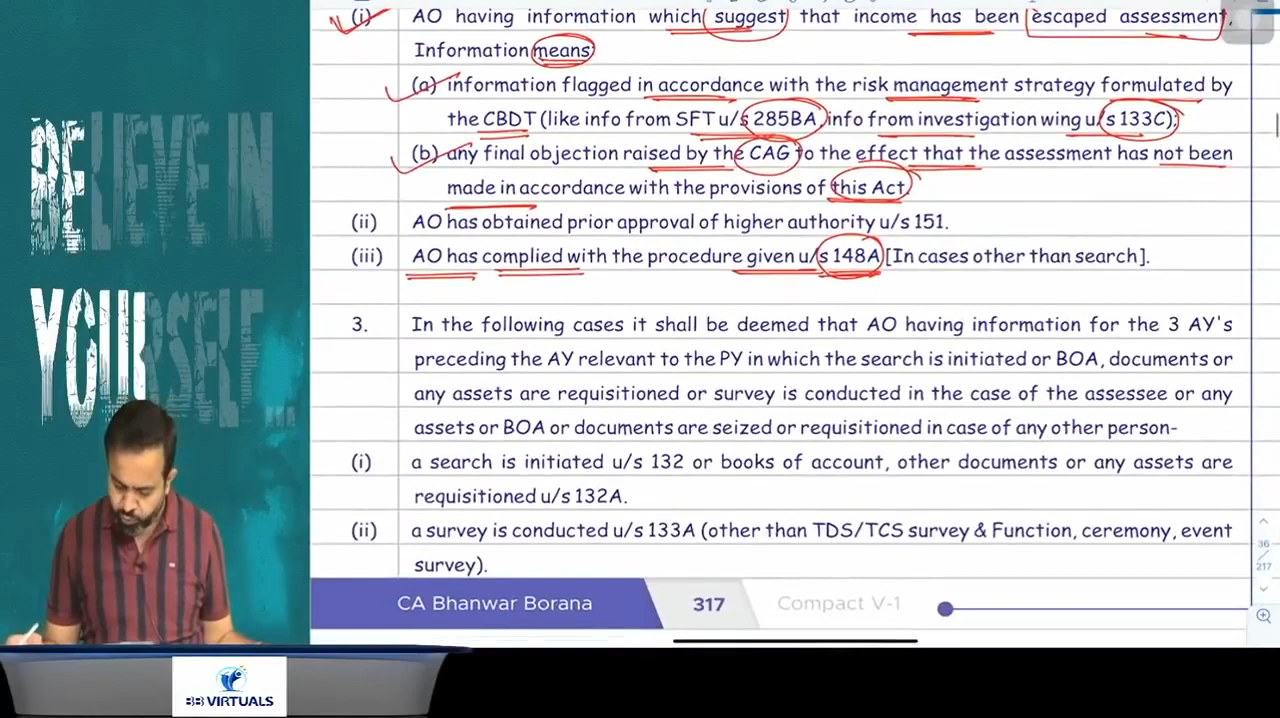 (i) AO having information which suggest that income has been escaped assessment,
Information means
(a) information flagged in accordance with the risk management strategy formulated by
the CBDT (like info from SFT u/s 285BA, info from investigation wing u/s 133C);
(b) any final objection raised by the CAG to the effect that the assessment has not been
made in accordance with the provisions of this Act
(ii) AO has obtained prior approval of higher authority u/s 151.
(iii) AO has complied with the procedure given u/s 148A [In cases other than search].
3. In the following cases it shall be deemed that AO having information for the 3 AY's
preceding the AY relevant to the PY in which the search is initiated or BOA, documents or
any assets are requisitioned or survey is conducted in the case of the assessee or any
assets or BOA or documents are seized or requisitioned in case of any other person-
(i) a search is initiated u/s 132 or books of account, other documents or any assets are
requisitioned u/s 132A.
(ii) a survey is conducted u/s 133A (other than TDS/TCS survey & Function, ceremony, event
survey).
CA Bhanwar Borana 317 Compact V-1
36
217
BELIEVE IN
YOURSELF...
BB VIRTUALS